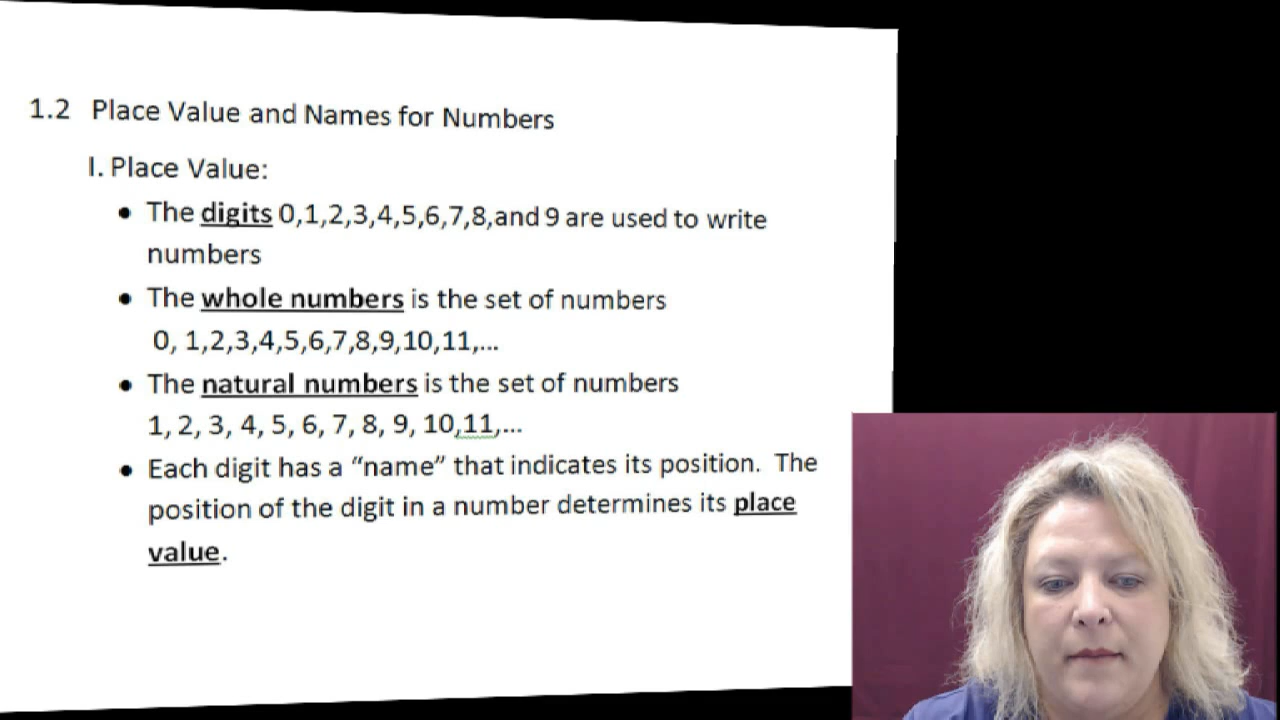 1.2 Place Value and Names for Numbers
I. Place Value:
• The digits 0,1,2,3,4,5,6,7,8,and 9 are used to write
numbers
• The whole numbers is the set of numbers
0, 1,2,3,4,5,6,7,8,9,10,11,...
• The natural numbers is the set of numbers
1, 2, 3, 4, 5, 6, 7, 8, 9, 10,11,...
• Each digit has a “name” that indicates its position. The
position of the digit in a number determines its place
value.